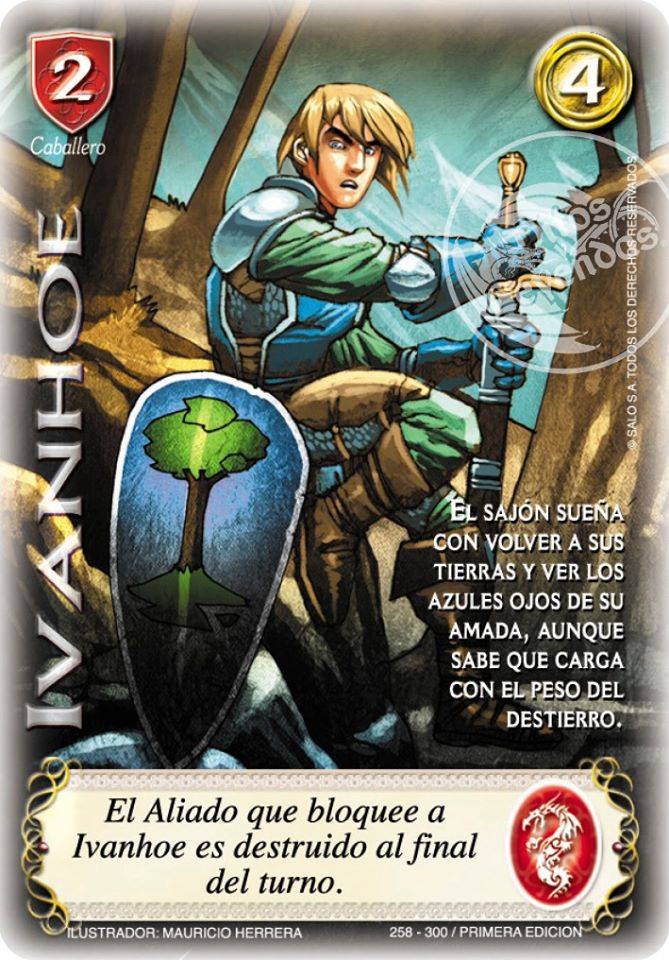 2
4
Caballero
IVANHOE
MITOS
Y LEYENDAS
© SALO S.A. TODOS LOS DERECHOS RESERVADOS
EL SAJÓN SUEÑA
CON VOLVER A SUS
TIERRAS Y VER LOS
AZULES OJOS DE SU
AMADA, AUNQUE
SABE QUE CARGA
CON EL PESO DEL
DESTIERRO.
El Aliado que bloquee a
Ivanhoe es destruido al final
del turno.
ILUSTRADOR: MAURICIO HERRERA
258 - 300 / PRIMERA EDICION